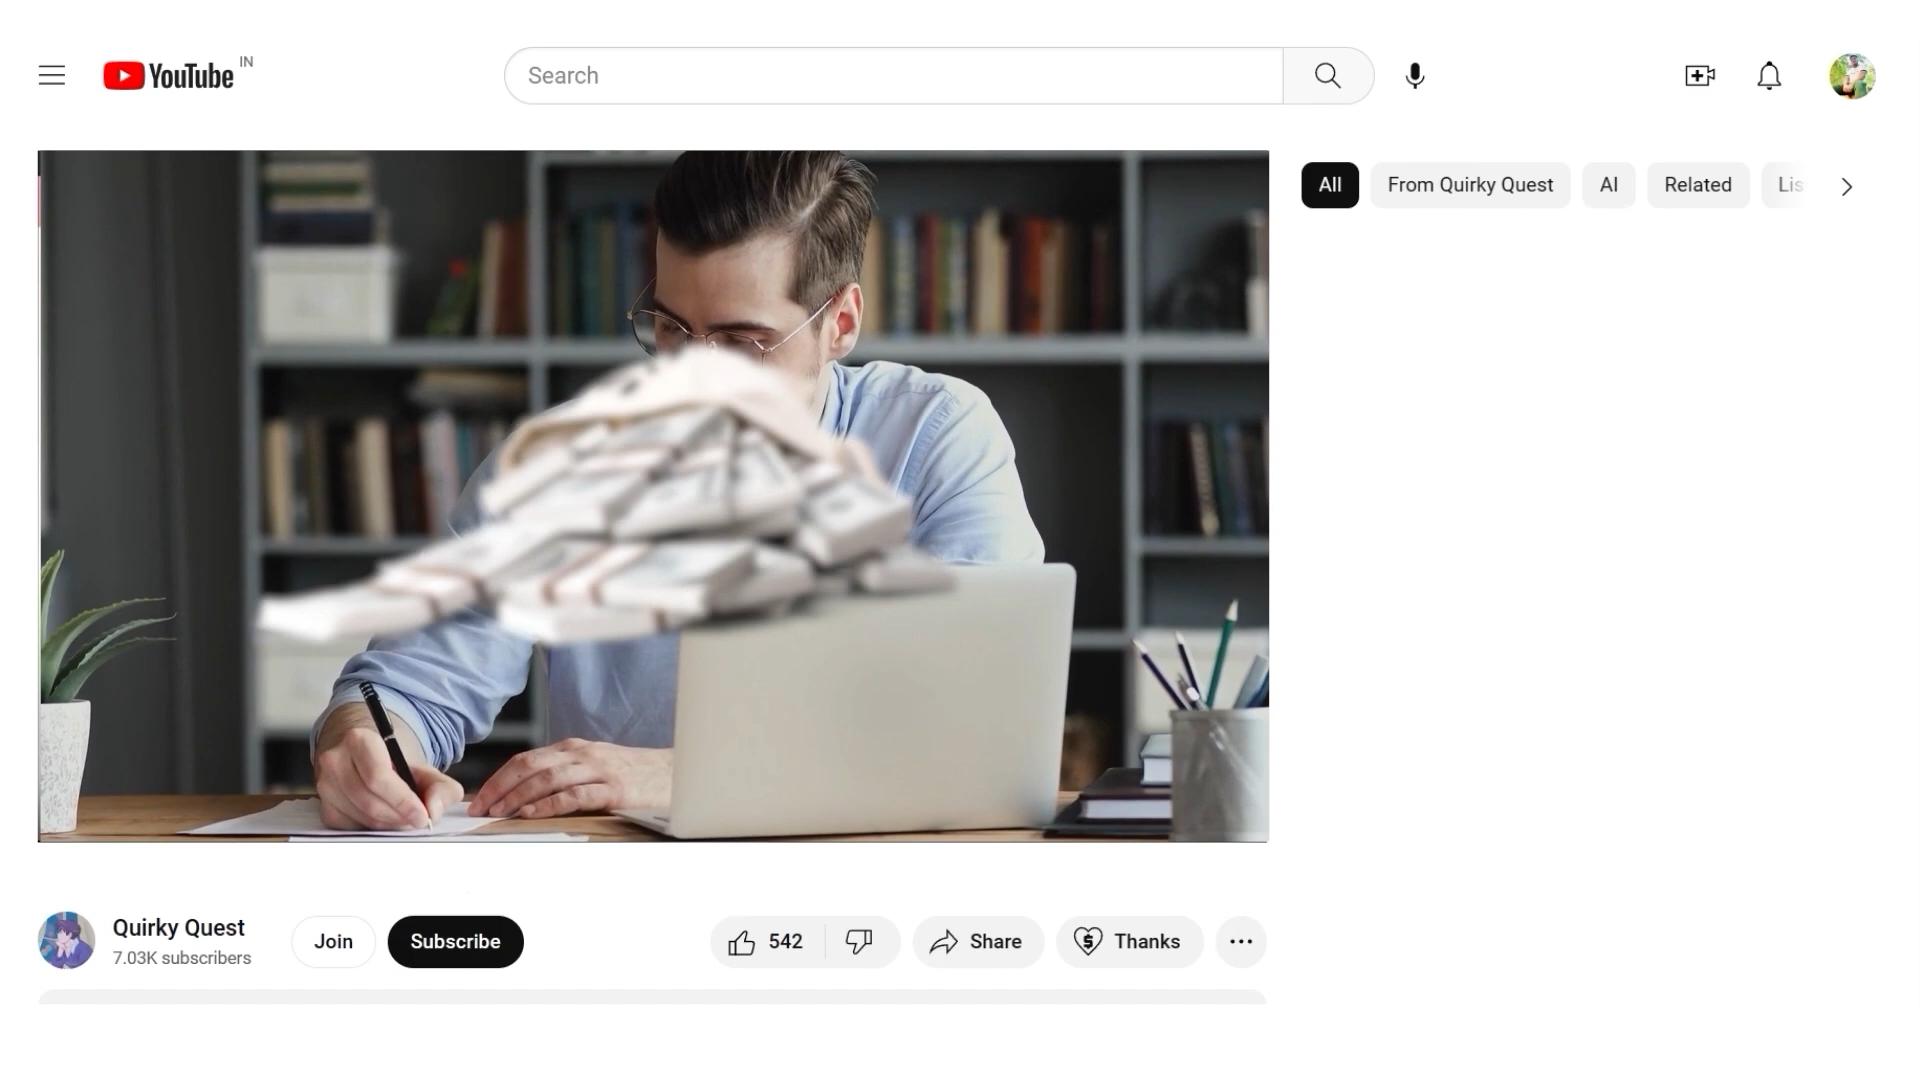 YouTube IN
Search
All From Quirky Quest AI Related Lis
Quirky Quest
7.03K subscribers
Join
Subscribe
542
Share
Thanks